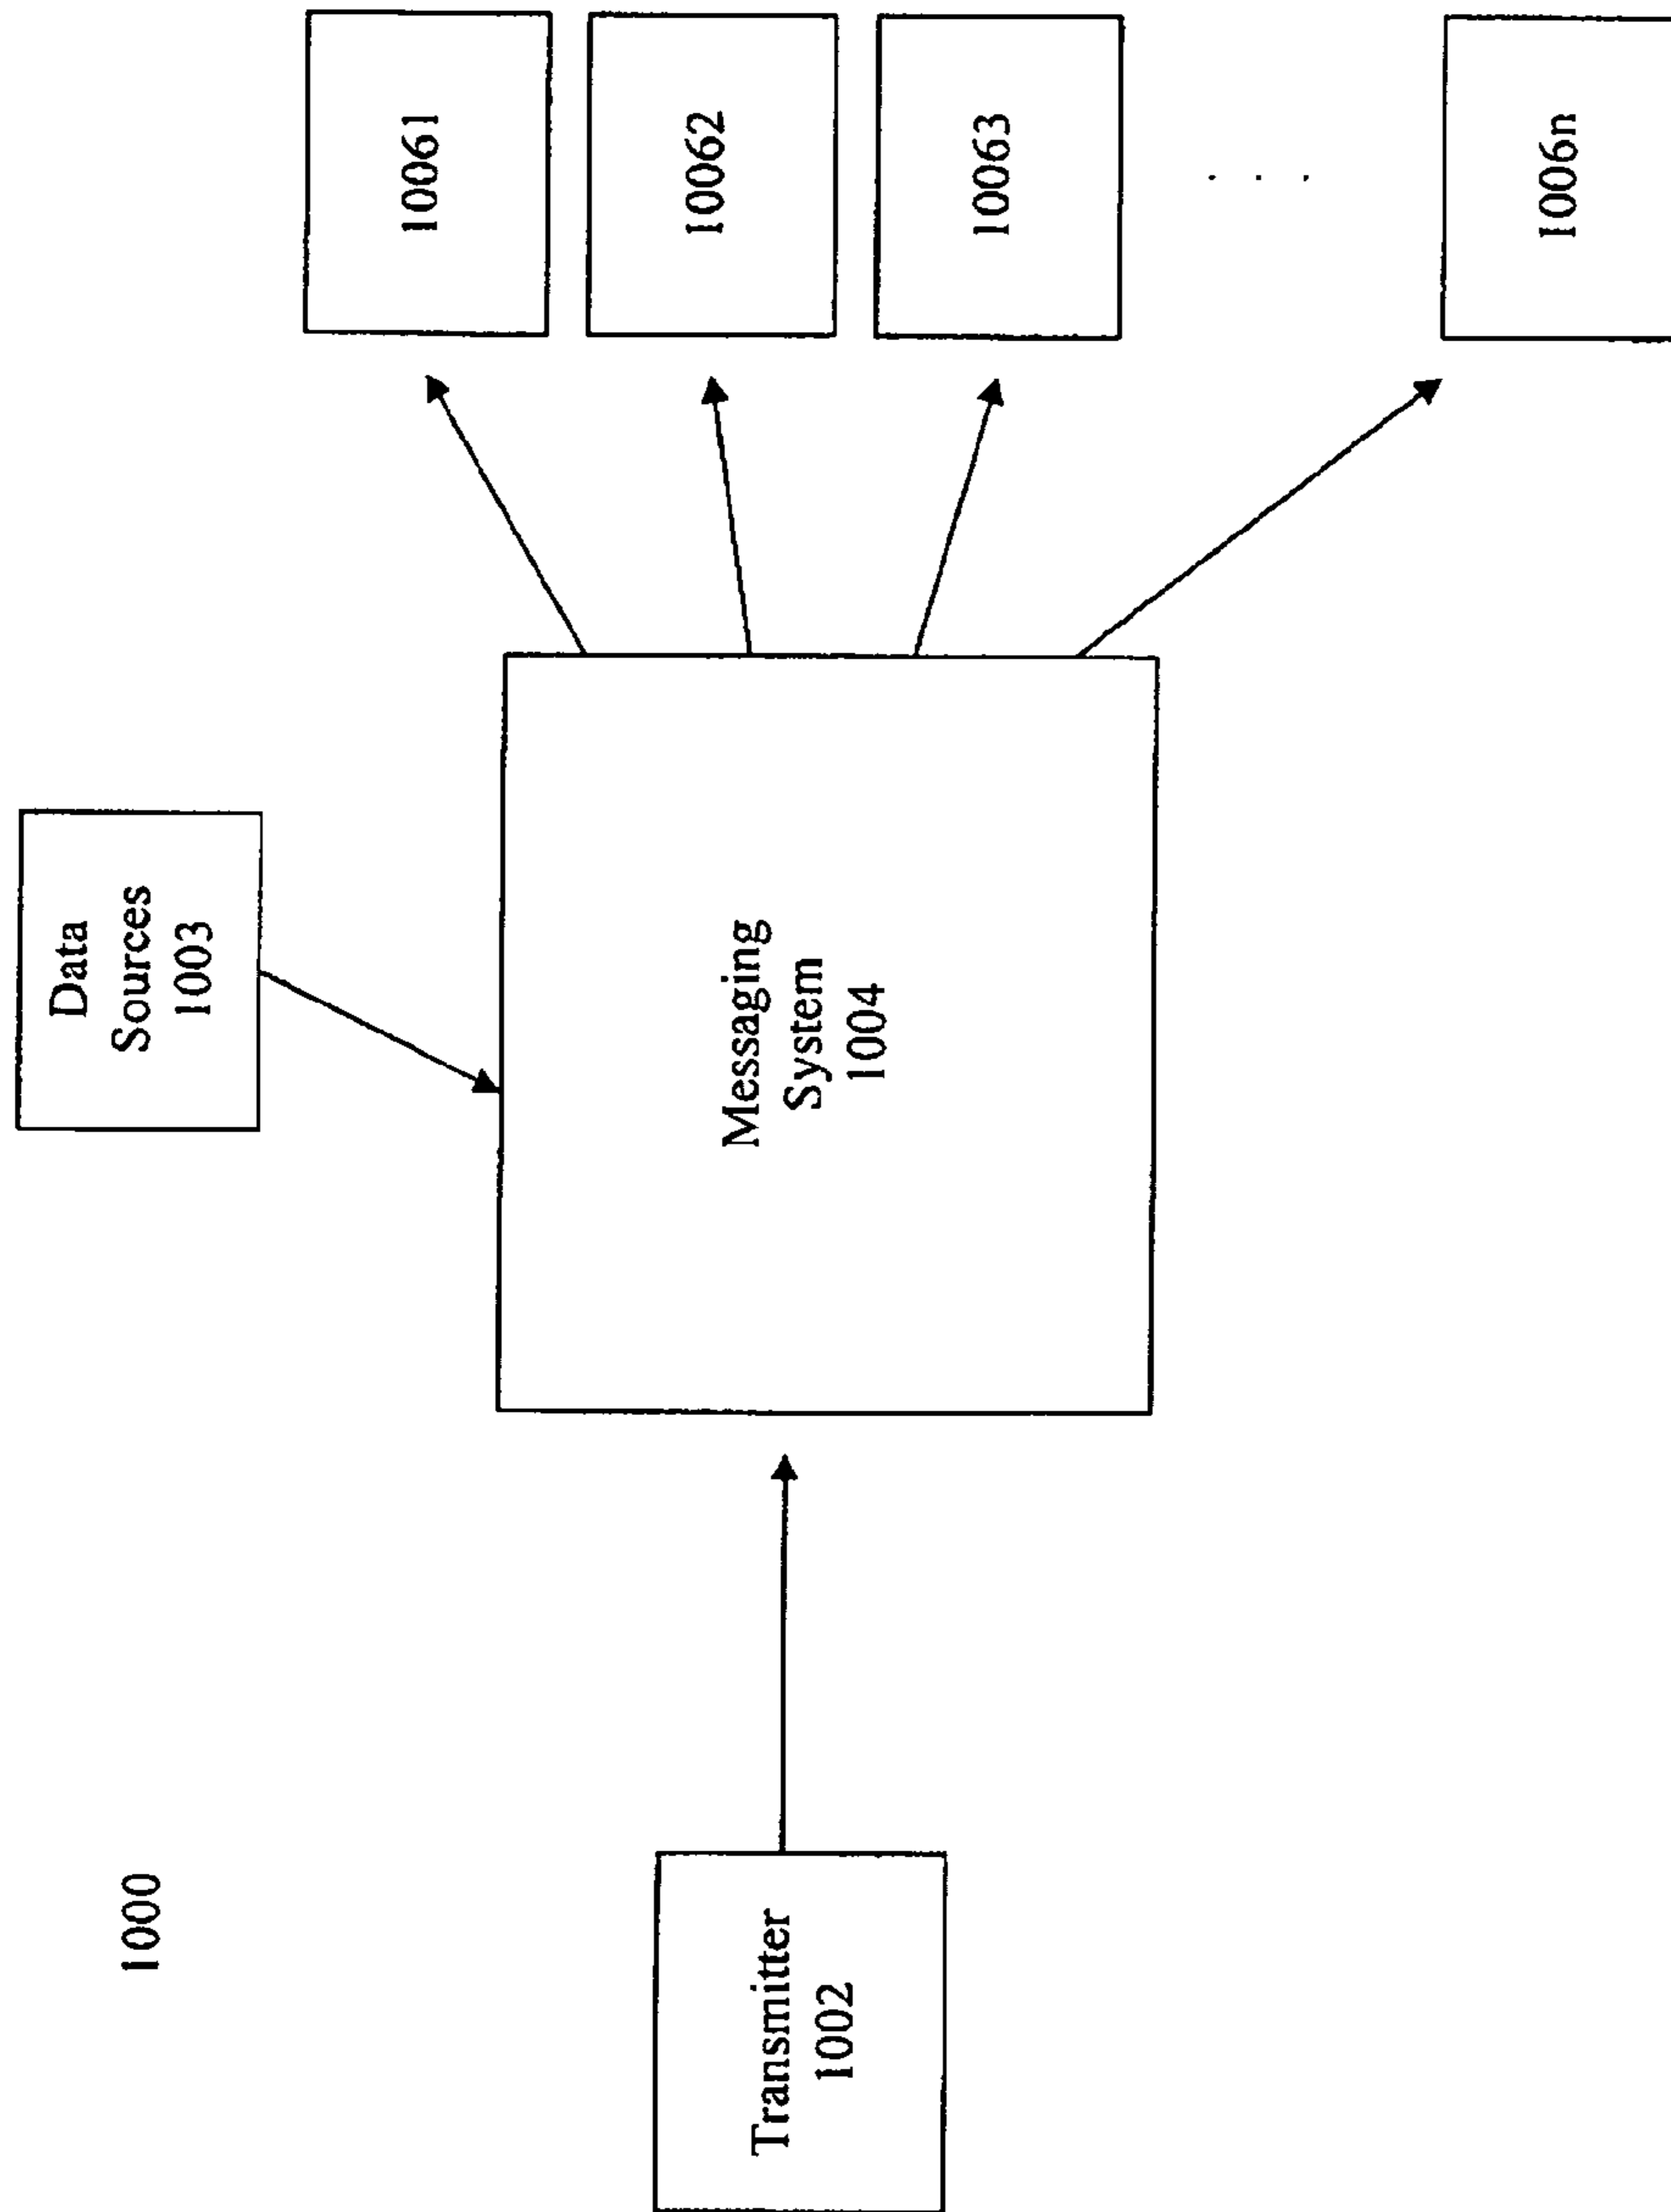 1000
Data
Sources
1003
Transmitter
1002
Messaging
System
1004
10061
10062
10063
. . .
1006n